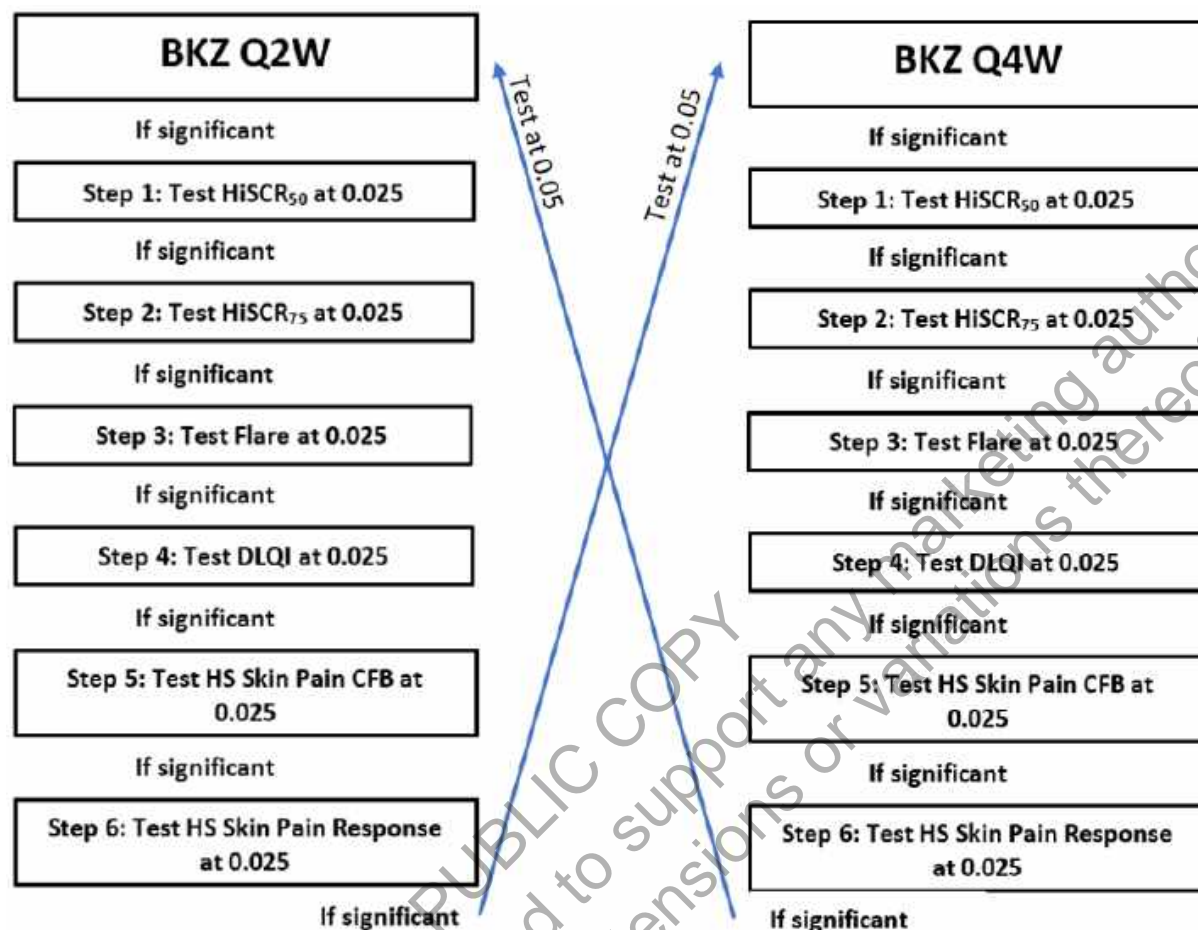 BKZ Q2W
If significant
Step 1: Test HiSCR₅₀ at 0.025
If significant
Step 2: Test HiSCR₇₅ at 0.025
If significant
Step 3: Test Flare at 0.025
If significant
Step 4: Test DLQI at 0.025
If significant
Step 5: Test HS Skin Pain CFB at
0.025
If significant
Step 6: Test HS Skin Pain Response
at 0.025
If significant
Test at 0.05
Test at 0.05
BKZ Q4W
If significant
Step 1: Test HiSCR₅₀ at 0.025
If significant
Step 2: Test HiSCR₇₅ at 0.025
If significant
Step 3: Test Flare at 0.025
If significant
Step 4: Test DLQI at 0.025
If significant
Step 5: Test HS Skin Pain CFB at
0.025
If significant
Step 6: Test HS Skin Pain Response
at 0.025
If significant
PUBLIC COPY
to support any marketing
or variations